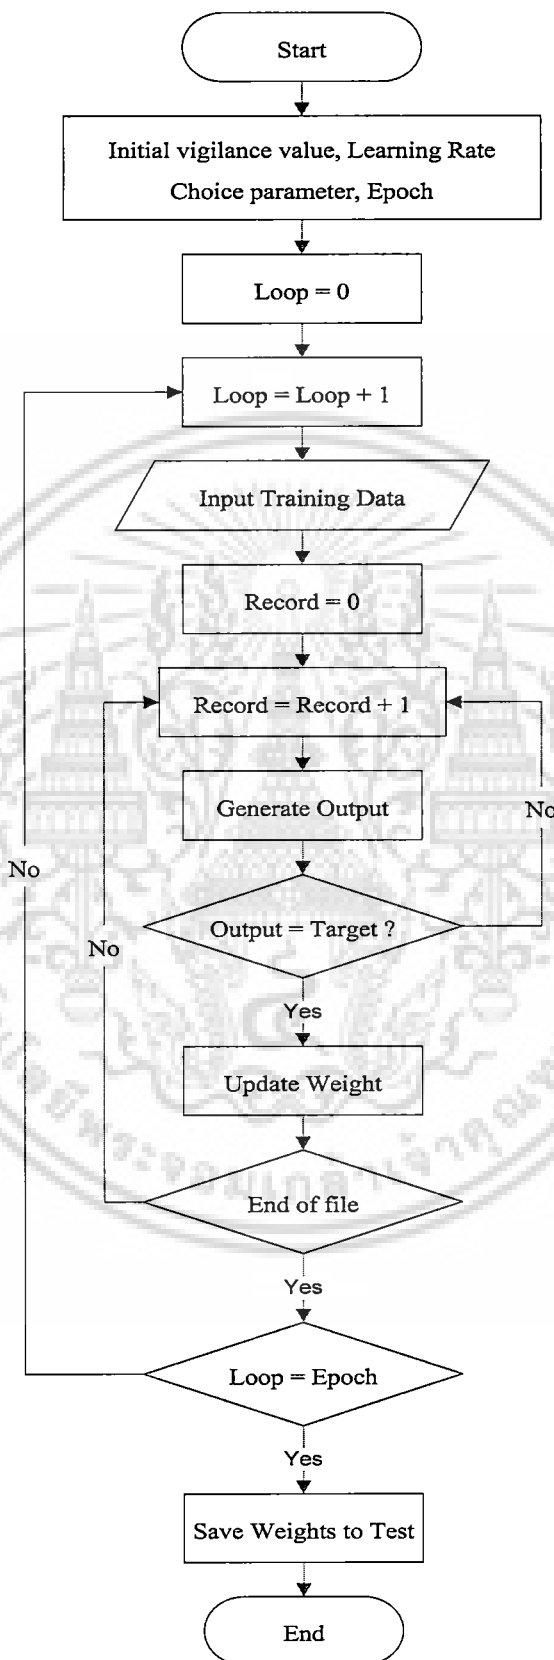 Start
Initial vigilance value, Learning Rate
Choice parameter, Epoch
Loop = 0
Loop = Loop + 1
Input Training Data
Record = 0
Record = Record + 1
Generate Output
No
No
Output = Target ?
No
Yes
Update Weight
End of file
Yes
Loop = Epoch
Yes
Save Weights to Test
End